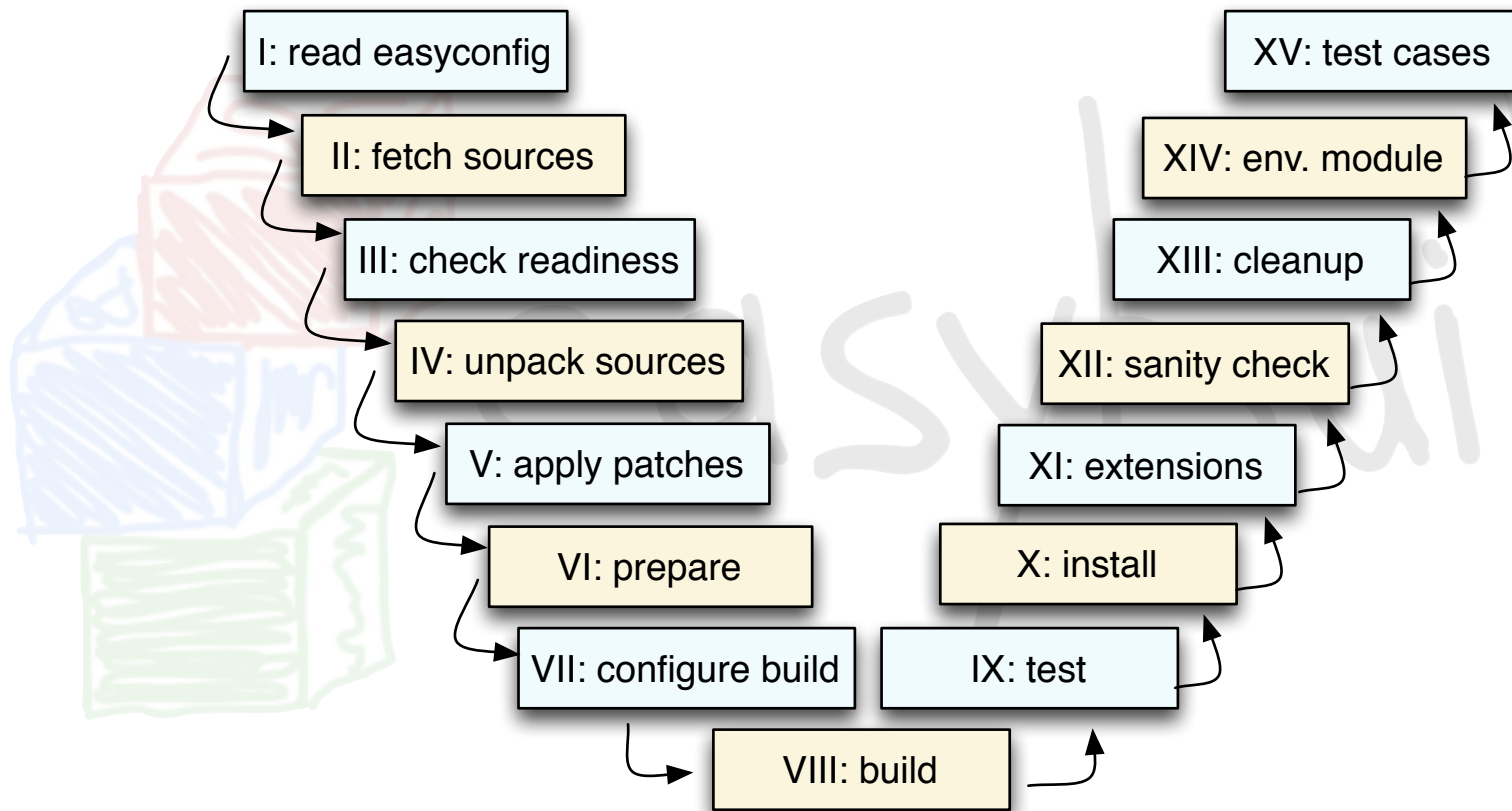 I: read easyconfig
II: fetch sources
III: check readiness
IV: unpack sources
V: apply patches
VI: prepare
VII: configure build
VIII: build
IX: test
X: install
XI: extensions
XII: sanity check
XIII: cleanup
XIV: env. module
XV: test cases
easybui